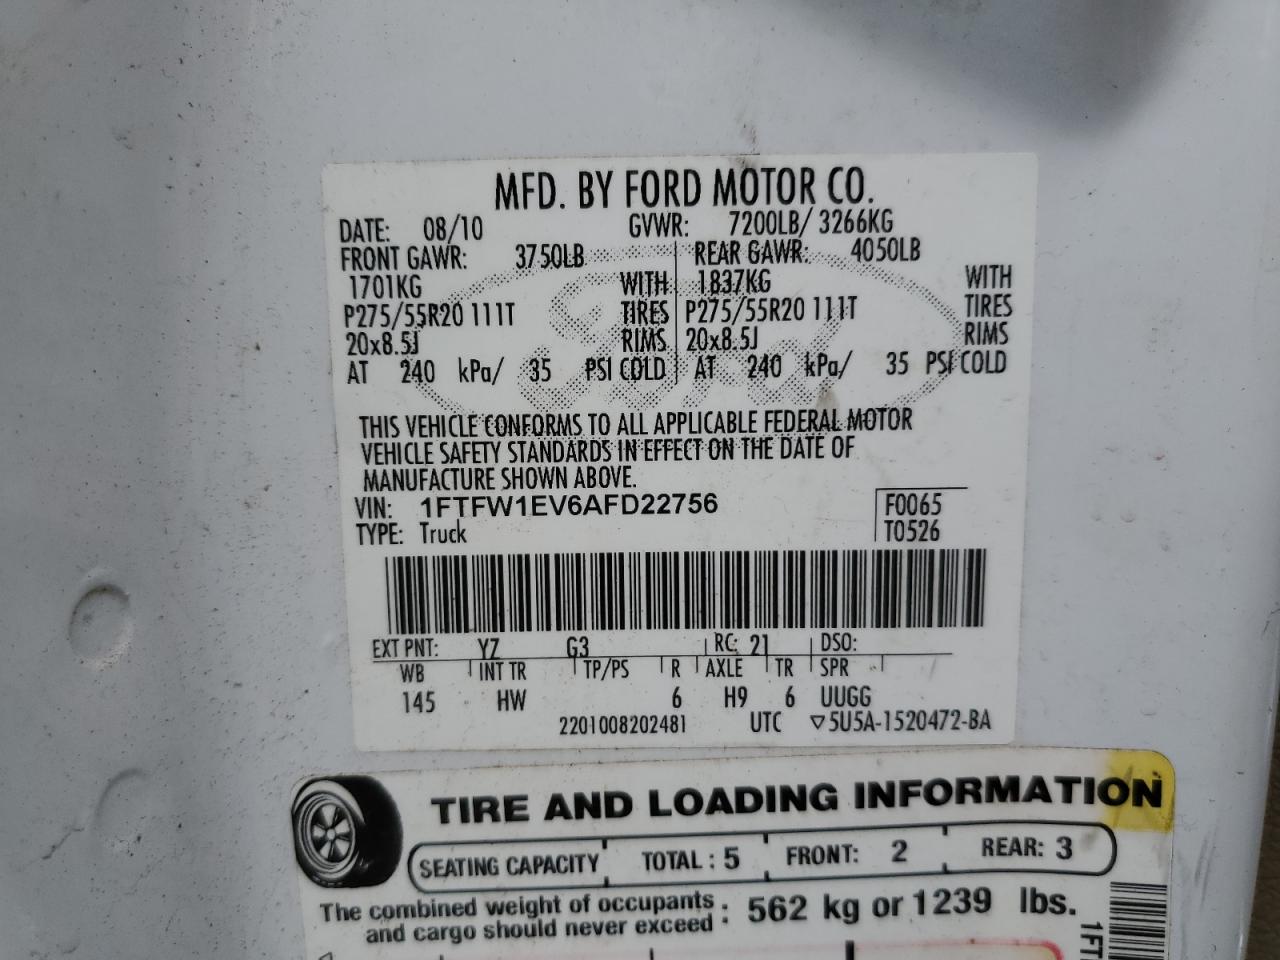 MFD. BY FORD MOTOR CO.
DATE: 08/10 GVWR: 7200LB/ 3266KG
FRONT GAWR: 3750LB REAR GAWR: 4050LB
1701KG WITH 1837KG WITH
P275/55R20 111T TIRES P275/55R20 111T TIRES
20x8.5J RIMS 20x8.5J RIMS
AT 240 kPa/ 35 PSI COLD AT 240 kPa/ 35 PSI COLD
THIS VEHICLE CONFORMS TO ALL APPLICABLE FEDERAL MOTOR
VEHICLE SAFETY STANDARDS IN EFFECT ON THE DATE OF
MANUFACTURE SHOWN ABOVE.
VIN: 1FTFW1EV6AFD22756 F0065
TYPE: Truck T0526
EXT PNT: YZ G3 RC: 21 DSO:
WB INT TR TP/PS R AXLE TR SPR
145 HW 6 H9 6 UUGG
2201008202481 UTC ▽5U5A-1520472-BA
TIRE AND LOADING INFORMATION
SEATING CAPACITY TOTAL : 5 FRONT: 2 REAR: 3
The combined weight of occupants
and cargo should never exceed : 562 kg or 1239 lbs.
1FT